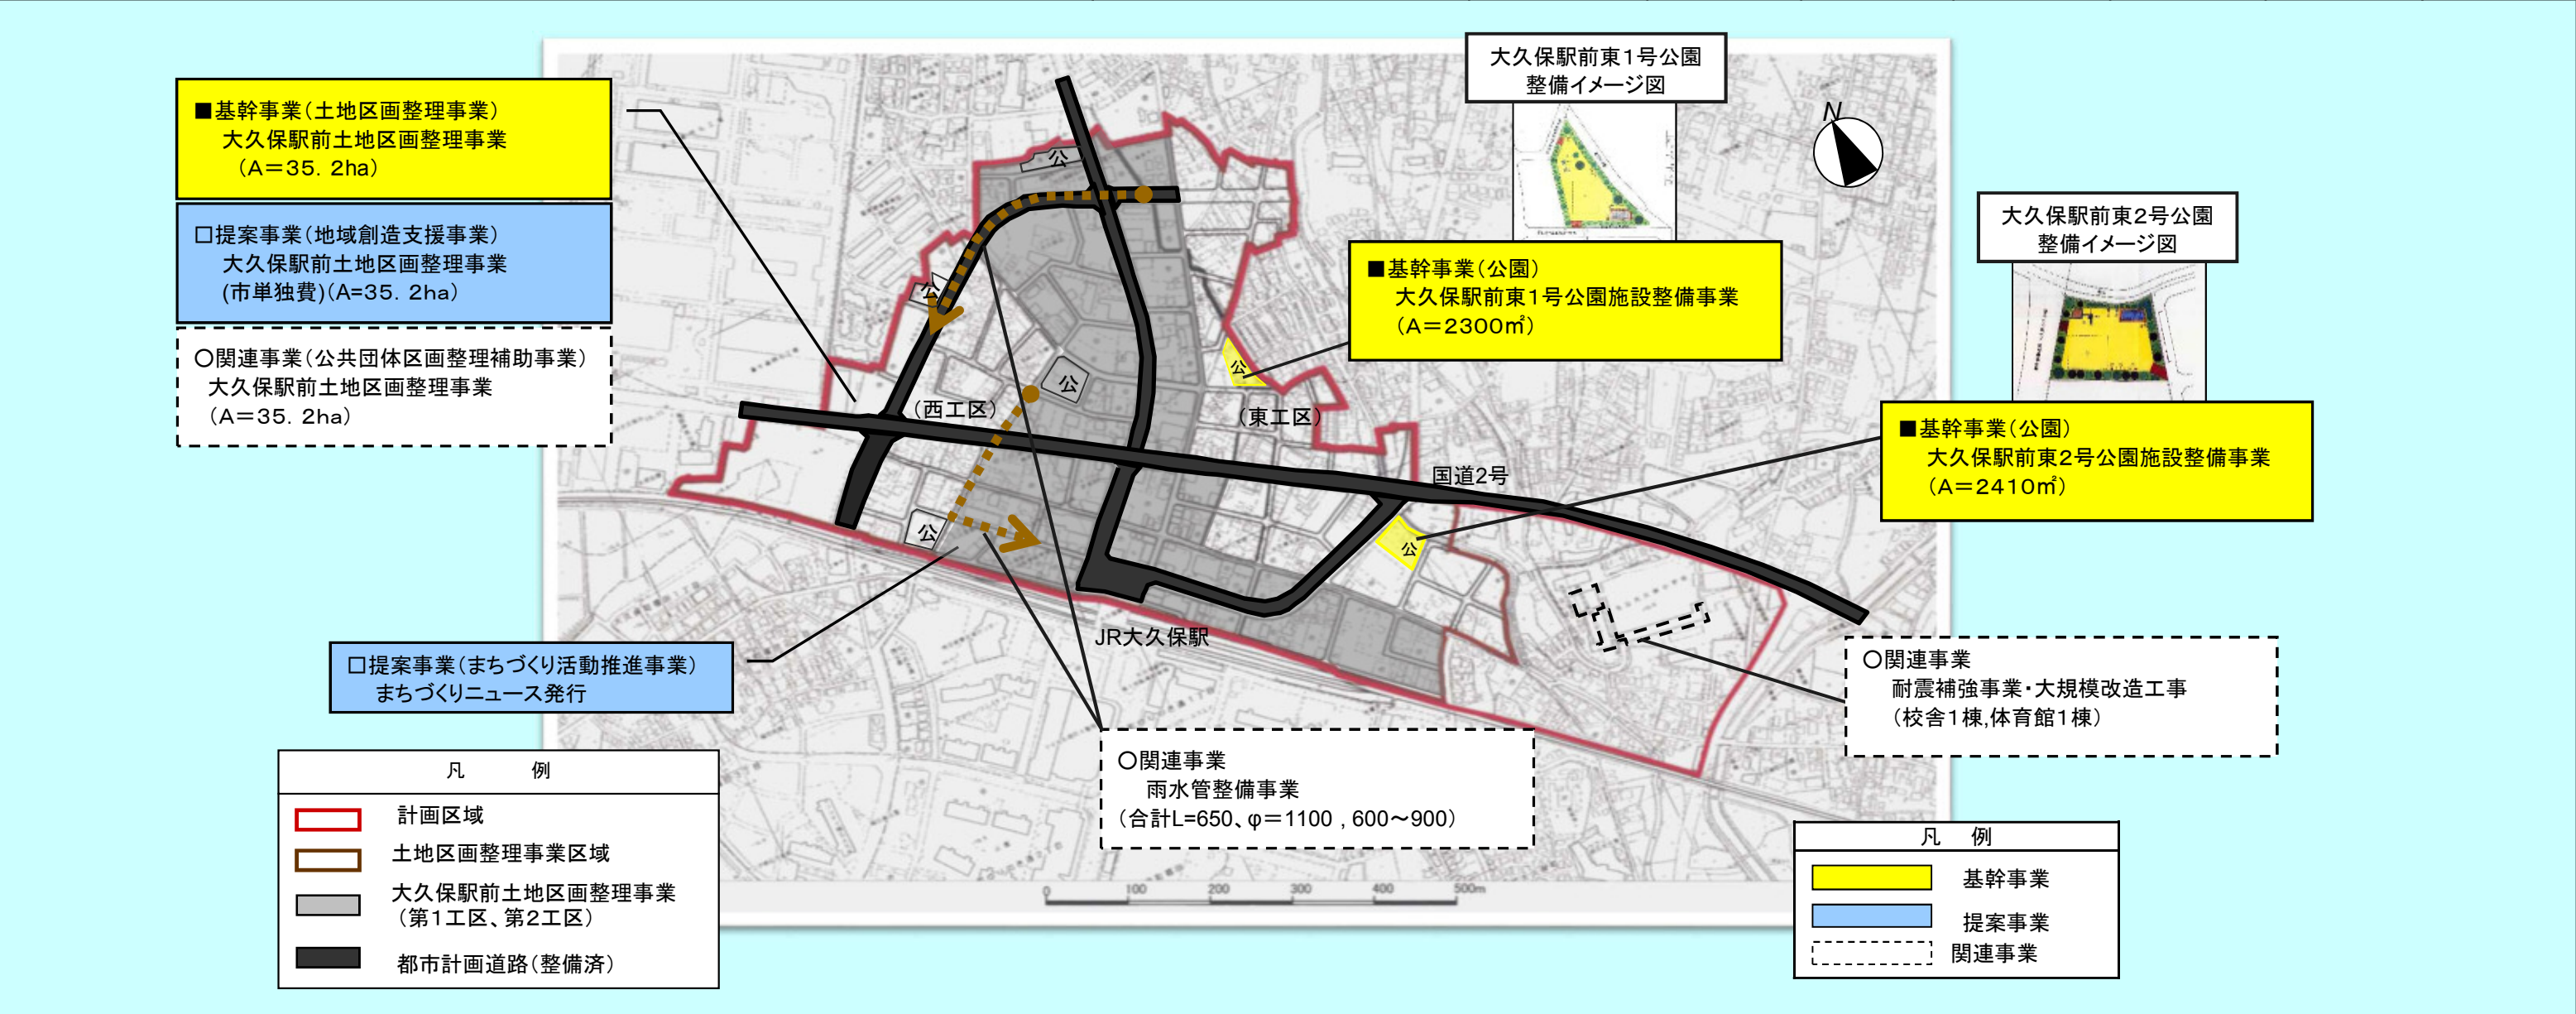 ■基幹事業（土地区画整理事業）
大久保駅前土地区画整理事業
（A＝35．2ha）
□提案事業（地域創造支援事業）
大久保駅前土地区画整理事業
(市単独費)（A=35．2ha）
○関連事業（公共団体区画整理補助事業）
大久保駅前土地区画整理事業
（A＝35．2ha）
大久保駅前東１号公園
整備イメージ図
N
■基幹事業（公園）
大久保駅前東１号公園施設整備事業
（A＝2300㎡）
大久保駅前東２号公園
整備イメージ図
■基幹事業（公園）
大久保駅前東２号公園施設整備事業
（A＝2410㎡）
公
公
公
公
公
公
（西工区）
（東工区）
国道2号
JR大久保駅
□提案事業（まちづくり活動推進事業）
まちづくりニュース発行
○関連事業
耐震補強事業・大規模改造工事
（校舎１棟,体育館１棟）
○関連事業
雨水管整備事業
（合計L=650、φ＝1100 , 600～900）
凡　例
計画区域
土地区画整理事業区域
大久保駅前土地区画整理事業
（第１工区、第２工区）
都市計画道路（整備済）
0 100 200 300 400 500m
凡　例
基幹事業
提案事業
関連事業